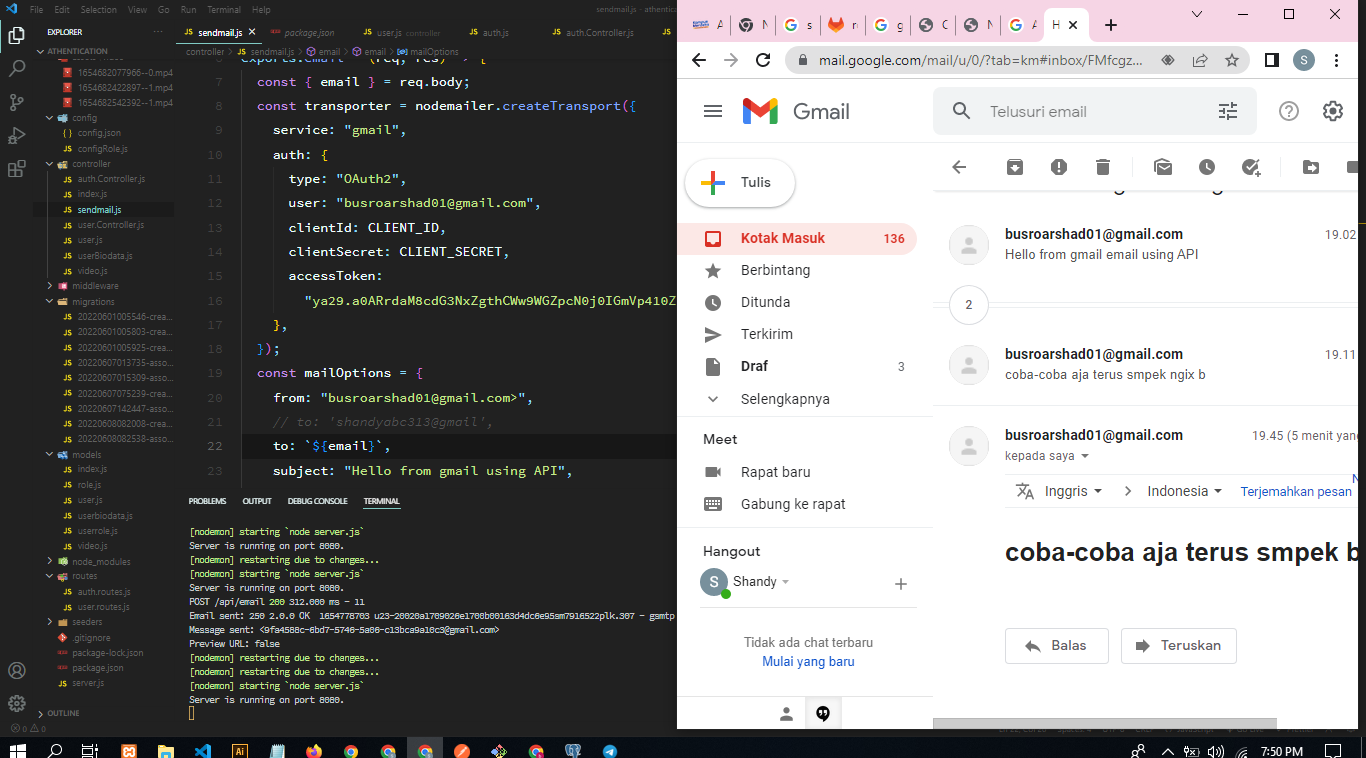 File Edit Selection View Go Run Terminal Help
sendmail.js - athentica
EXPLORER
ATHENTICATION
1654682077966--0.mp4
1654682422897--1.mp4
1654682542392--1.mp4
config
config.json
configRole.js
controller
auth.Controller.js
index.js
sendmail.js
user.Controller.js
user.js
userBiodata.js
video.js
middleware
migrations
20220601005546-crea...
20220601005803-crea...
20220601005925-crea...
20220607013735-asso...
20220607015309-asso...
20220607075239-crea...
20220607142447-asso...
20220608082008-crea...
20220608082538-asso...
models
index.js
role.js
user.js
userbiodata.js
userrole.js
video.js
node_modules
routes
auth.routes.js
user.routes.js
seeders
.gitignore
package-lock.json
package.json
server.js
OUTLINE
0 0
JS sendmail.js
package.json
JS user.js controller
JS auth.js
JS auth.Controller.js
controller > JS sendmail.js > email > email > mailOptions
6 exports.email (req, res) => {
7 const { email } = req.body;
8 const transporter = nodemailer.createTransport({
9 service: "gmail",
10 auth: {
11 type: "OAuth2",
12 user: "busroarshad01@gmail.com",
13 clientId: CLIENT_ID,
14 clientSecret: CLIENT_SECRET,
15 accessToken:
16 "ya29.a0ARrdaM8cdG3NxZgthCWw9WGZpcN0j0IGmVp410Z
17 },
18 });
19 const mailOptions = {
20 from: "busroarshad01@gmail.com>",
21 // to: 'shandyabc313@gmail',
22 to: `${email}`,
23 subject: "Hello from gmail using API",
PROBLEMS OUTPUT DEBUG CONSOLE TERMINAL
[nodemon] starting `node server.js`
Server is running on port 8080.
[nodemon] restarting due to changes...
[nodemon] starting `node server.js`
Server is running on port 8080.
POST /api/email 200 312.000 ms - 11
Email sent: 250 2.0.0 OK 1654778703 u23-20020a1709026e1700b00163d4dc0e95sm7916522plk.307 - gsmtp
Message sent: <9fa4588c-6bd7-5746-5a06-c13bca9a10c3@gmail.com>
Preview URL: false
[nodemon] restarting due to changes...
[nodemon] restarting due to changes...
[nodemon] starting `node server.js`
Server is running on port 8080.
mail.google.com/mail/u/0/?tab=km#inbox/FMfcgz...
S
Gmail
Telusuri email
Tulis
Kotak Masuk 136
Berbintang
Ditunda
Terkirim
Draf 3
Selengkapnya
Meet
Rapat baru
Gabung ke rapat
Hangout
S Shandy
Tidak ada chat terbaru
Mulai yang baru
busroarshad01@gmail.com 19.02
Hello from gmail email using API
2
busroarshad01@gmail.com 19.11
coba-coba aja terus smpek ngix b
busroarshad01@gmail.com 19.45 (5 menit yang
kepada saya
Inggris > Indonesia Terjemahkan pesan N
coba-coba aja terus smpek b
Balas Teruskan
7:50 PM